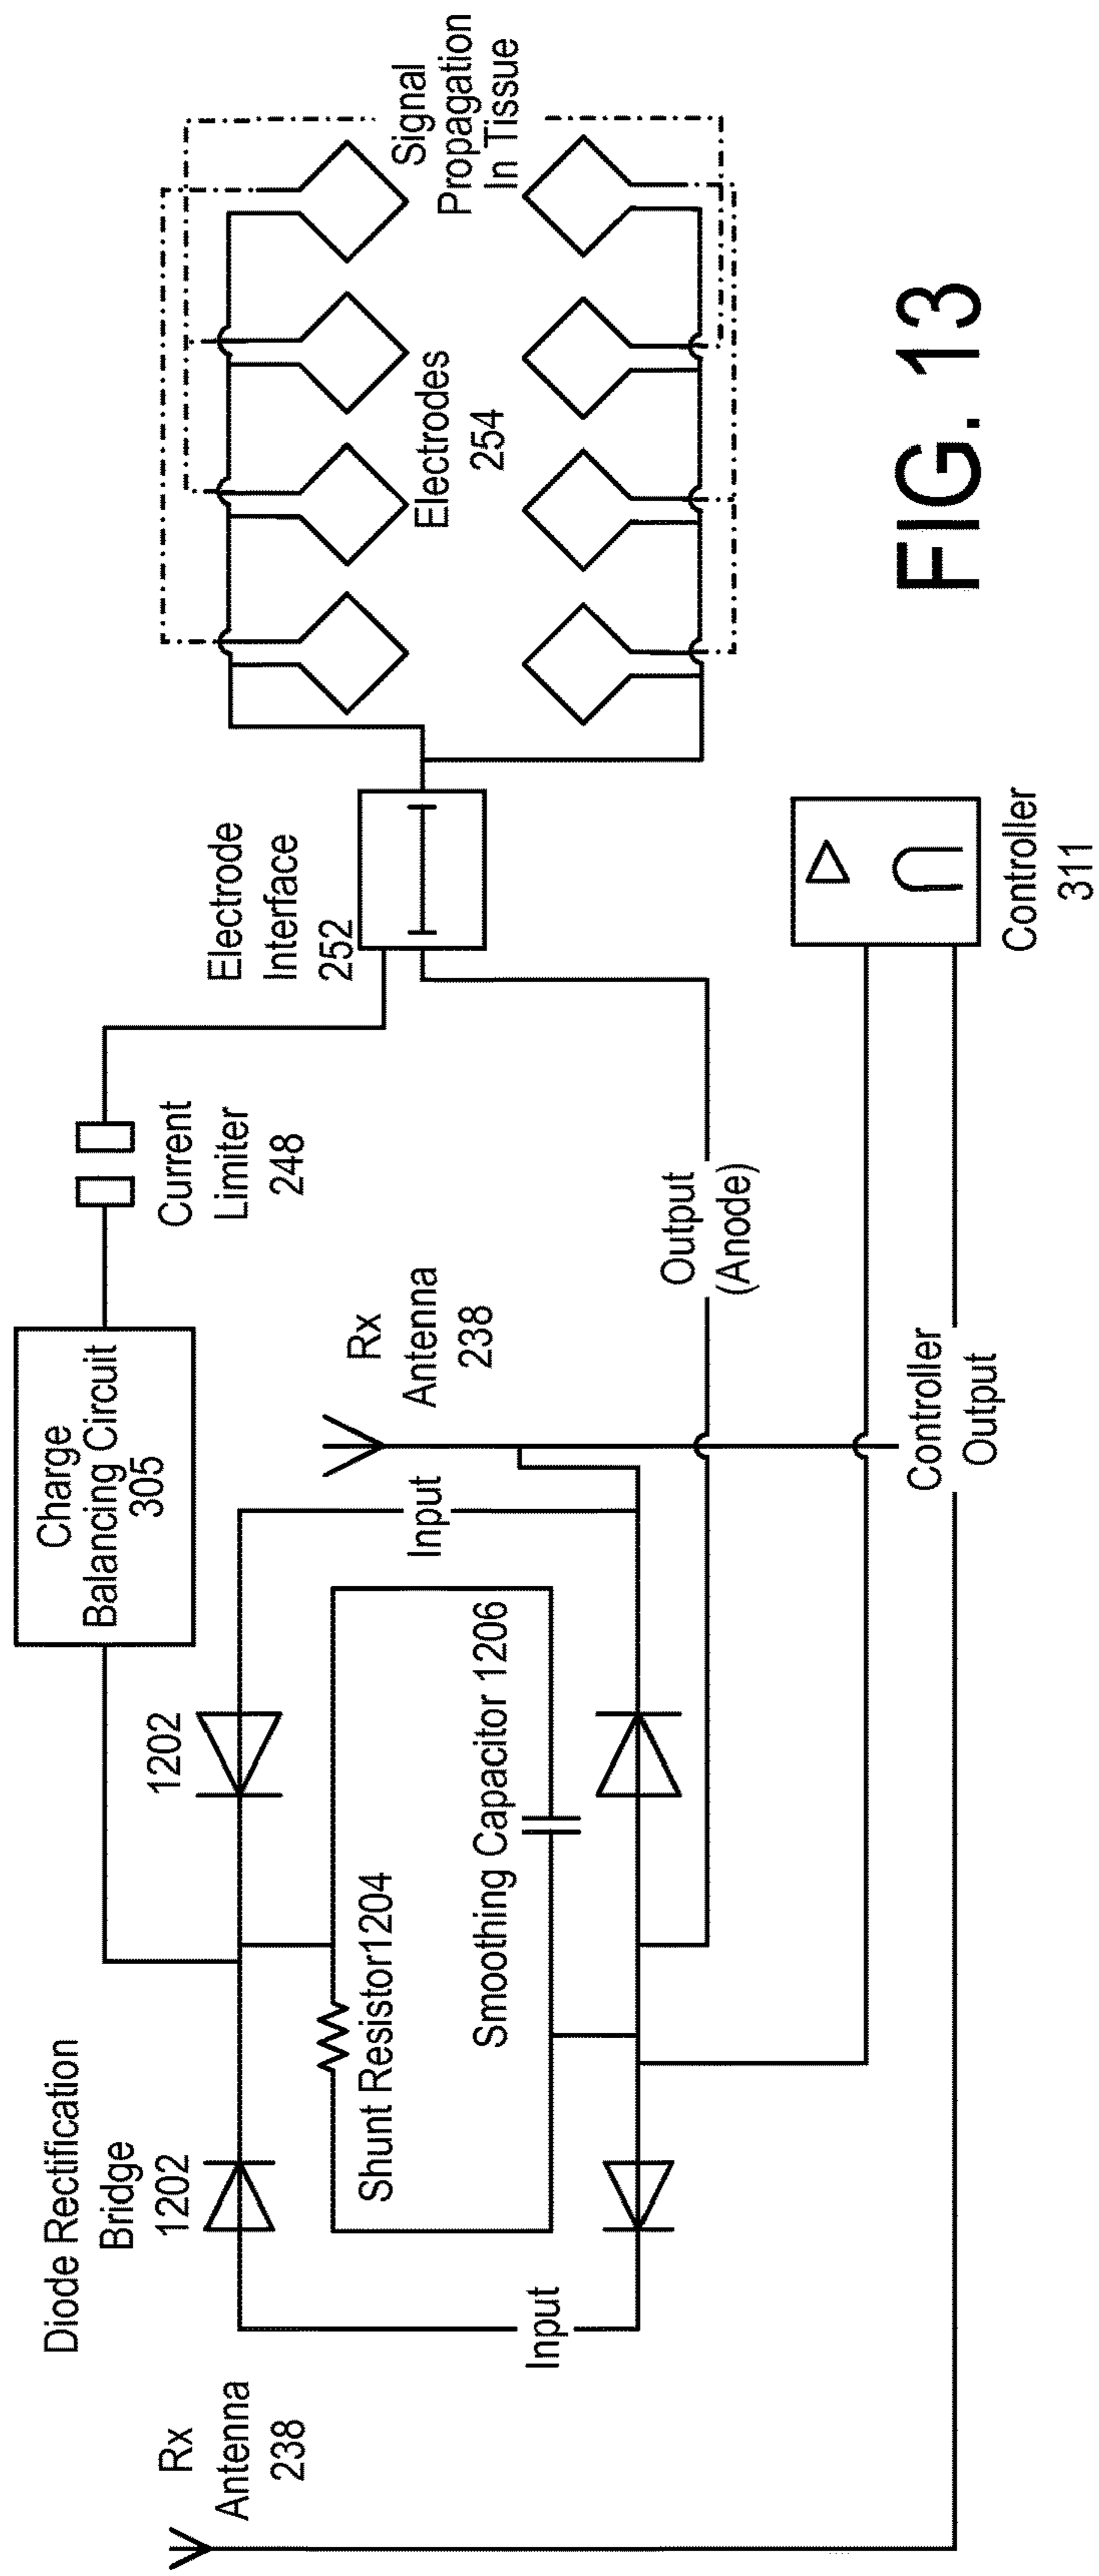 Rx
Antenna
238
Diode Rectification
Bridge
1202
1202
Charge
Balancing Circuit
305
Current
Limiter
248
Electrode
Interface
252
Input
Shunt Resistor1204
Smoothing Capacitor 1206
Input
Rx
Antenna
238
Output
(Anode)
Electrodes
254
Signal
Propagation
In Tissue
Controller
Output
Controller
311
FIG. 13